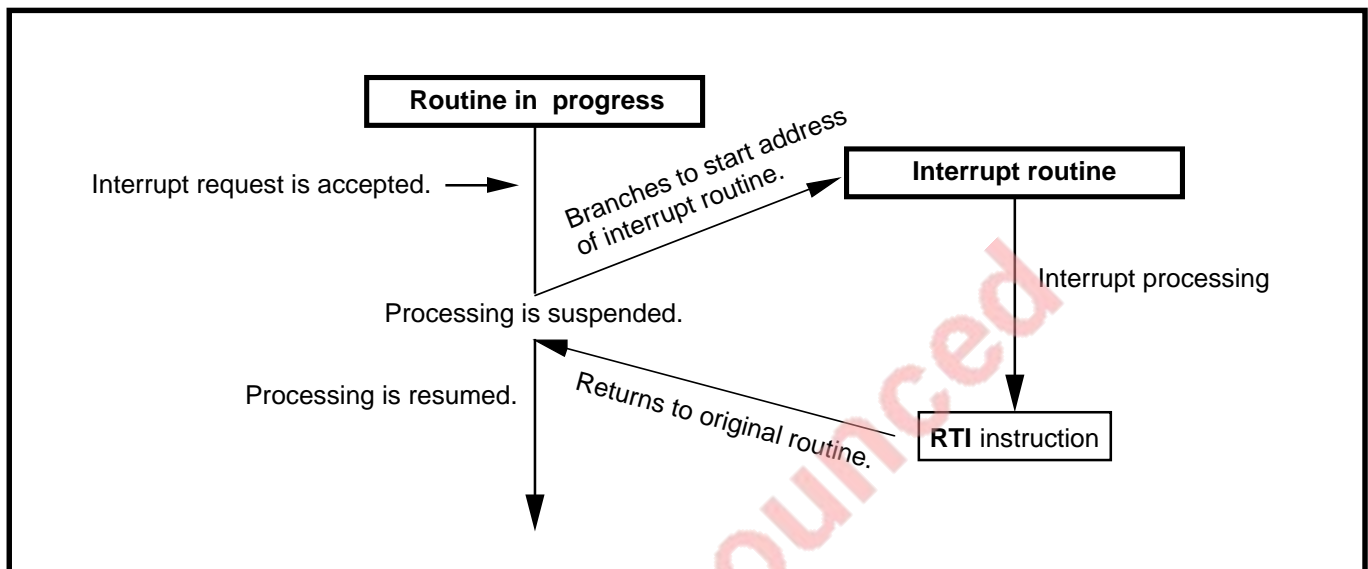 Routine in progress
Interrupt request is accepted.
Branches to start address
of interrupt routine.
Interrupt routine
Interrupt processing
Processing is suspended.
Processing is resumed.
Returns to original routine.
RTI instruction
ounced